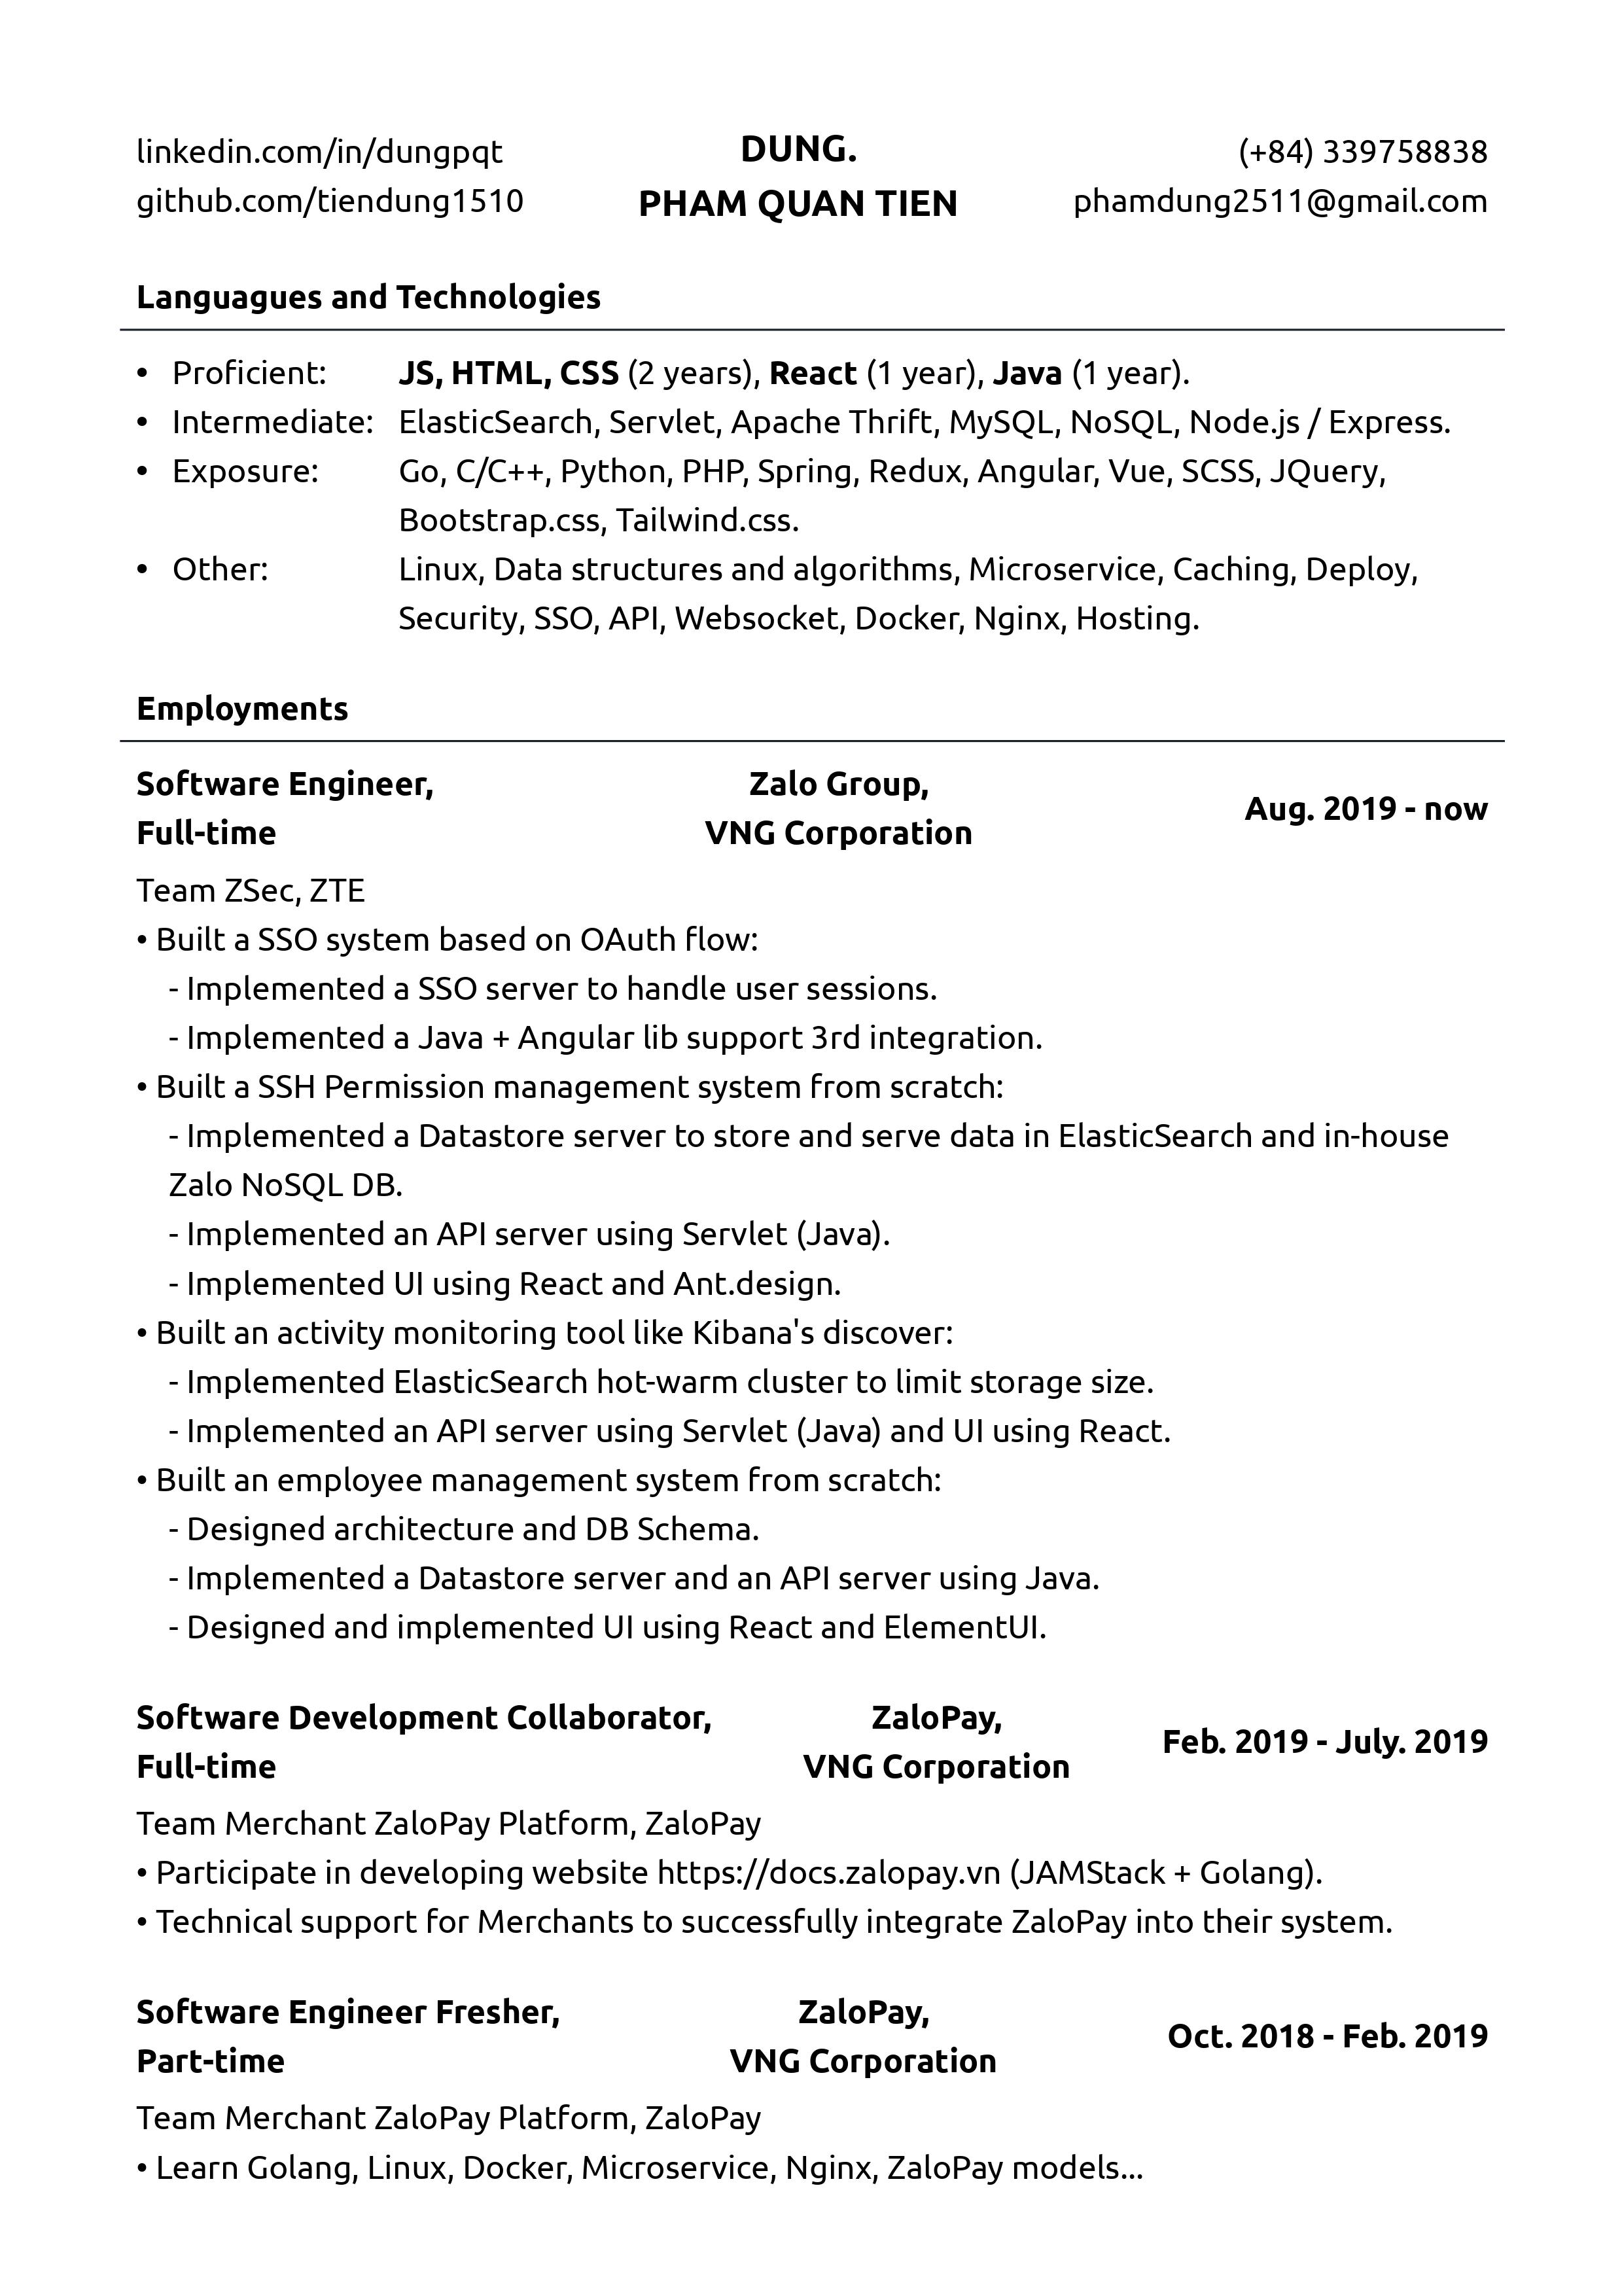 linkedin.com/in/dungpqt
github.com/tiendung1510
DUNG.
PHAM QUAN TIEN
(+84) 339758838
phamdung2511@gmail.com
Languagues and Technologies
• Proficient: JS, HTML, CSS (2 years), React (1 year), Java (1 year).
• Intermediate: ElasticSearch, Servlet, Apache Thrift, MySQL, NoSQL, Node.js / Express.
• Exposure: Go, C/C++, Python, PHP, Spring, Redux, Angular, Vue, SCSS, JQuery,
Bootstrap.css, Tailwind.css.
• Other: Linux, Data structures and algorithms, Microservice, Caching, Deploy,
Security, SSO, API, Websocket, Docker, Nginx, Hosting.
Employments
Software Engineer,
Full-time
Zalo Group,
VNG Corporation
Aug. 2019 - now
Team ZSec, ZTE
• Built a SSO system based on OAuth flow:
- Implemented a SSO server to handle user sessions.
- Implemented a Java + Angular lib support 3rd integration.
• Built a SSH Permission management system from scratch:
- Implemented a Datastore server to store and serve data in ElasticSearch and in-house
Zalo NoSQL DB.
- Implemented an API server using Servlet (Java).
- Implemented UI using React and Ant.design.
• Built an activity monitoring tool like Kibana's discover:
- Implemented ElasticSearch hot-warm cluster to limit storage size.
- Implemented an API server using Servlet (Java) and UI using React.
• Built an employee management system from scratch:
- Designed architecture and DB Schema.
- Implemented a Datastore server and an API server using Java.
- Designed and implemented UI using React and ElementUI.
Software Development Collaborator,
Full-time
ZaloPay,
VNG Corporation
Feb. 2019 - July. 2019
Team Merchant ZaloPay Platform, ZaloPay
• Participate in developing website https://docs.zalopay.vn (JAMStack + Golang).
• Technical support for Merchants to successfully integrate ZaloPay into their system.
Software Engineer Fresher,
Part-time
ZaloPay,
VNG Corporation
Oct. 2018 - Feb. 2019
Team Merchant ZaloPay Platform, ZaloPay
• Learn Golang, Linux, Docker, Microservice, Nginx, ZaloPay models...